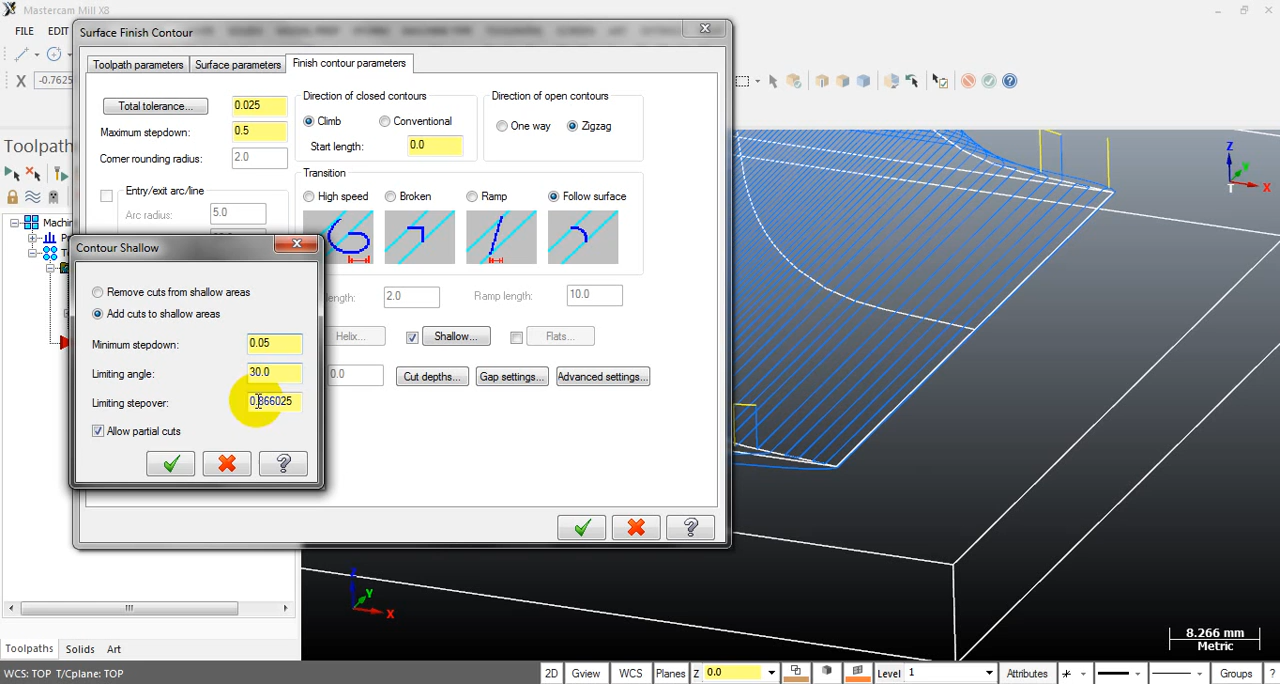 Mastercam Mill X8
FILE
EDIT
X
-0.7625
Toolpath
Machin
Surface Finish Contour
Toolpath parameters
Surface parameters
Finish contour parameters
Total tolerance...
0.025
Maximum stepdown:
0.5
Corner rounding radius:
2.0
Entry/exit arc/line
Arc radius:
5.0
Direction of closed contours
Climb
Conventional
Start length:
0.0
Direction of open contours
One way
Zigzag
Transition
High speed
Broken
Ramp
Follow surface
length:
2.0
Ramp length:
10.0
Helix...
Shallow...
Flats...
0.0
Cut depths...
Gap settings...
Advanced settings...
Contour Shallow
Remove cuts from shallow areas
Add cuts to shallow areas
Minimum stepdown:
0.05
Limiting angle:
30.0
Limiting stepover:
0.866025
Allow partial cuts
Z
Y
X
T
Y
X
8.266 mm
Metric
Toolpaths
Solids
Art
WCS: TOP T/Cplane: TOP
2D
Gview
WCS
Planes
Z
0.0
Level
1
Attributes
Groups
?